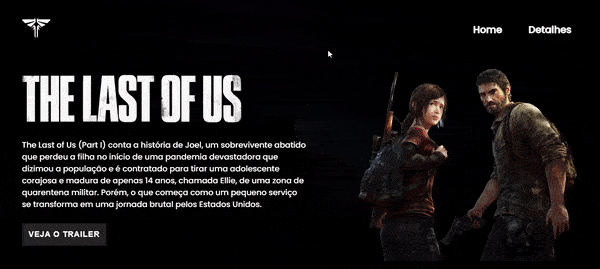 Home Detalhes
THE LAST OF US
The Last of Us (Part I) conta a história de Joel, um sobrevivente abatido
que perdeu a filha no início de uma pandemia devastadora que
dizimou a população e é contratado para tirar uma adolescente
corajosa e madura de apenas 14 anos, chamada Ellie, de uma zona de
quarentena militar. Porém, o que começa como um pequeno serviço
se transforma em uma jornada brutal pelos Estados Unidos.
VEJA O TRAILER